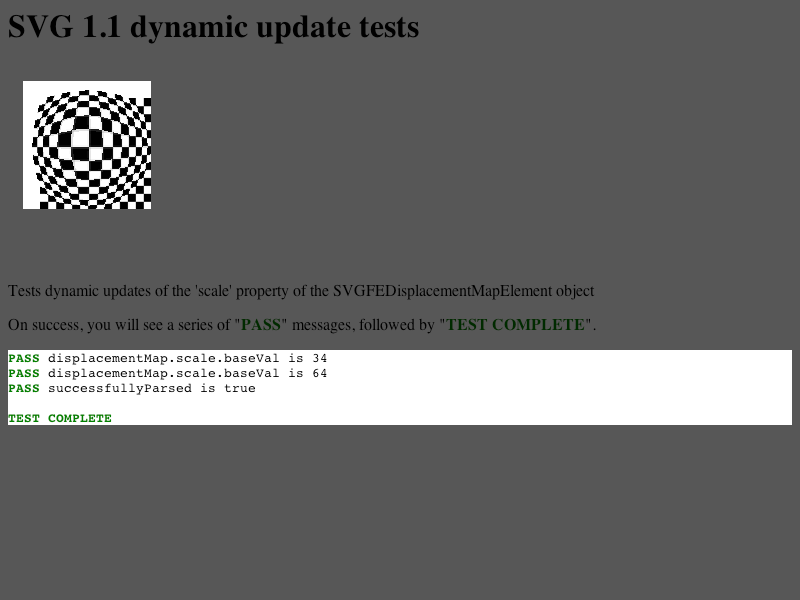 SVG 1.1 dynamic update tests
Tests dynamic updates of the 'scale' property of the SVGFEDisplacementMapElement object
On success, you will see a series of "PASS" messages, followed by "TEST COMPLETE".
PASS displacementMap.scale.baseVal is 34
PASS displacementMap.scale.baseVal is 64
PASS successfullyParsed is true
TEST COMPLETE